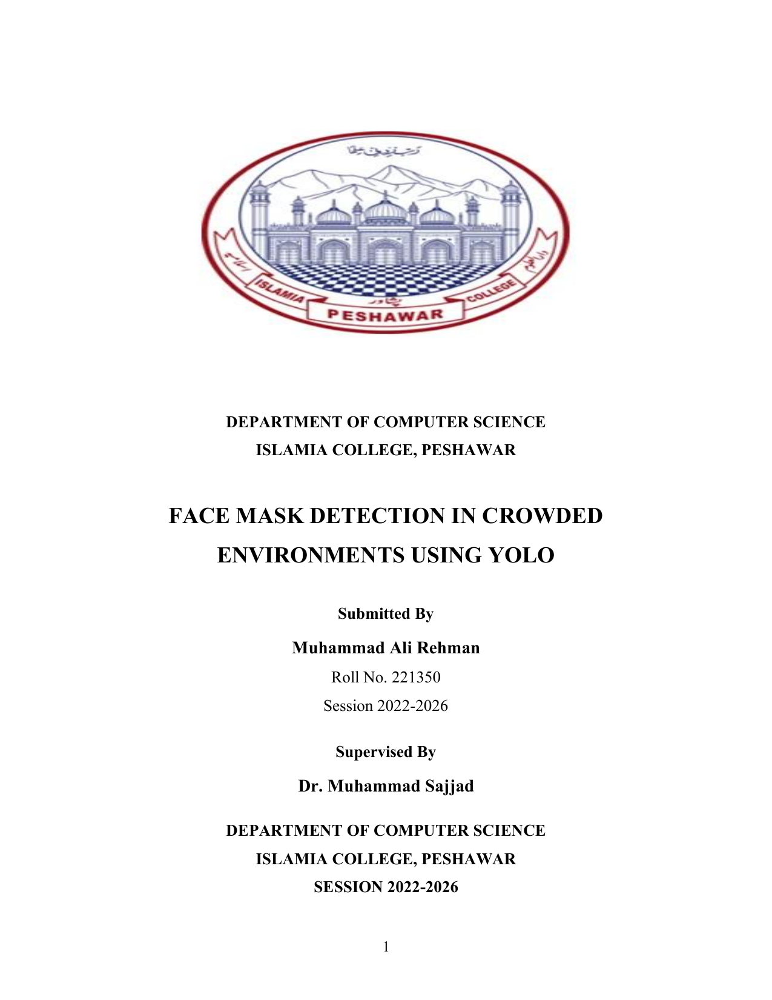 رب زدنی علما
اسلامیہ
دارالعلوم
ISLAMIA
پشاور
COLLEGE
PESHAWAR
DEPARTMENT OF COMPUTER SCIENCE
ISLAMIA COLLEGE, PESHAWAR
FACE MASK DETECTION IN CROWDED
ENVIRONMENTS USING YOLO
Submitted By
Muhammad Ali Rehman
Roll No. 221350
Session 2022-2026
Supervised By
Dr. Muhammad Sajjad
DEPARTMENT OF COMPUTER SCIENCE
ISLAMIA COLLEGE, PESHAWAR
SESSION 2022-2026
1